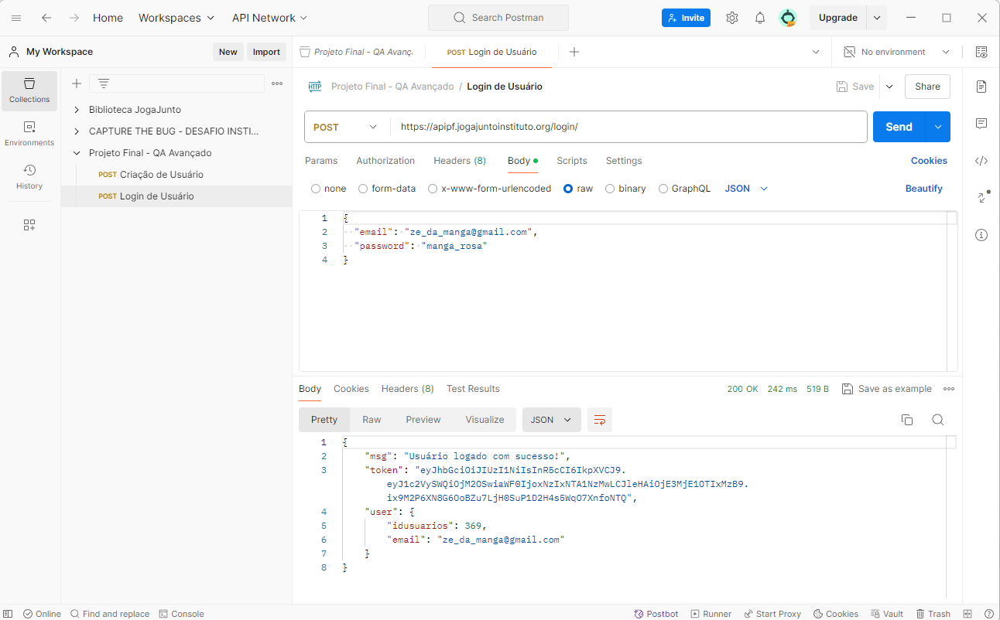 Home Workspaces API Network Search Postman Invite Upgrade
My Workspace New Import Projeto Final - QA Avança POST Login de Usuário No environment
Collections
Environments
History
Biblioteca JogaJunto
CAPTURE THE BUG - DESAFIO INSTI...
Projeto Final - QA Avançado
POST Criação de Usuário
POST Login de Usuário
HTTP Projeto Final - QA Avançado / Login de Usuário Save Share
POST https://apipf.jogajuntoinstituto.org/login/ Send
Params Authorization Headers (8) Body Scripts Settings Cookies
none form-data x-www-form-urlencoded raw binary GraphQL JSON Beautify
1 {
2 "email": "ze_da_manga@gmail.com",
3 "password": "manga_rosa"
4 }
Body Cookies Headers (8) Test Results 200 OK 242 ms 519 B Save as example
Pretty Raw Preview Visualize JSON
1 {
2 "msg": "Usuário logado com sucesso!",
3 "token": "eyJhbGciOiJIUzI1NiIsInR5cCI6IkpXVCJ9.
eyJ1c2VySWQiOjM2OSwiaWF0IjoxNzIxNTA1NzMwLCJleHAiOjE3MjE1OTIxMzB9.
ix9M2P6XN8G6OoBZu7LjH0SuP1D2H4s5WqO7XnfoNTQ",
4 "user": {
5 "idusuarios": 369,
6 "email": "ze_da_manga@gmail.com"
7 }
8 }
Online Find and replace Console Postbot Runner Start Proxy Cookies Vault Trash